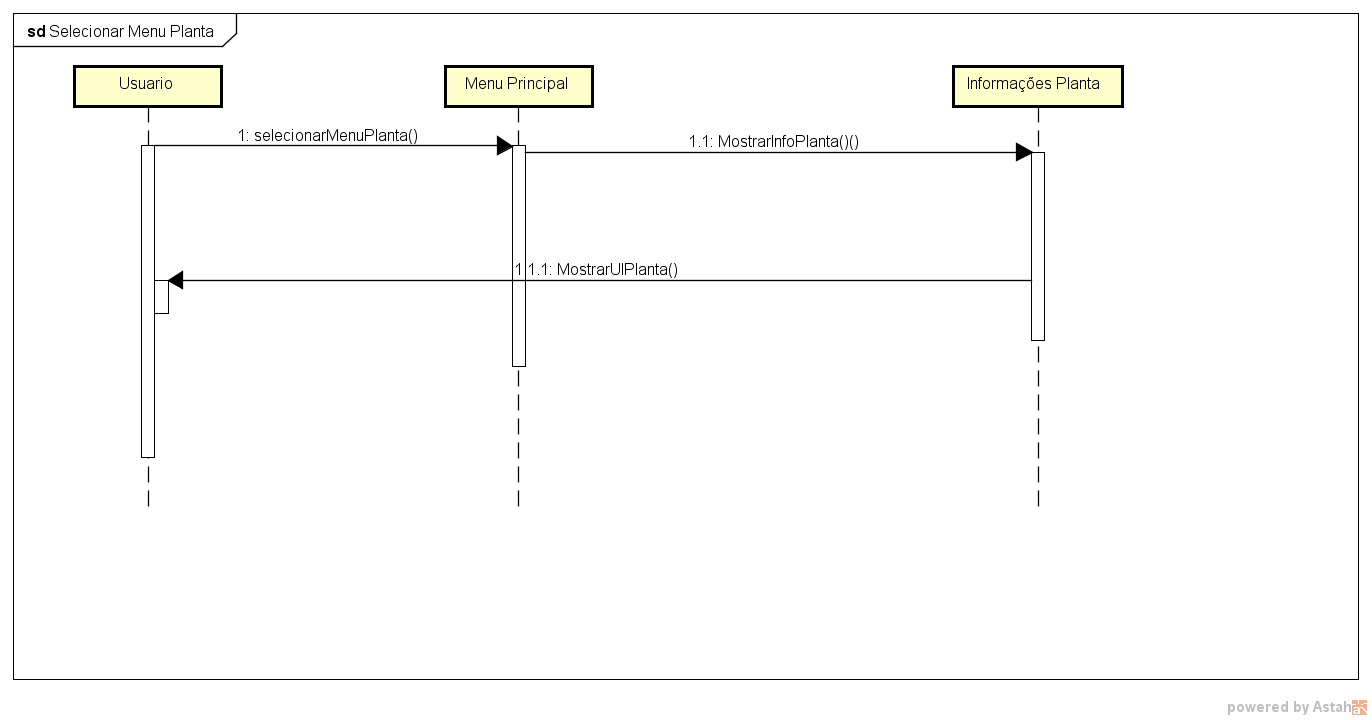 sd Selecionar Menu Planta
Usuario
Menu Principal
Informações Planta
1: selecionarMenuPlanta()
1.1: MostrarInfoPlanta()()
1.1.1: MostrarUIPlanta()
powered by Astah